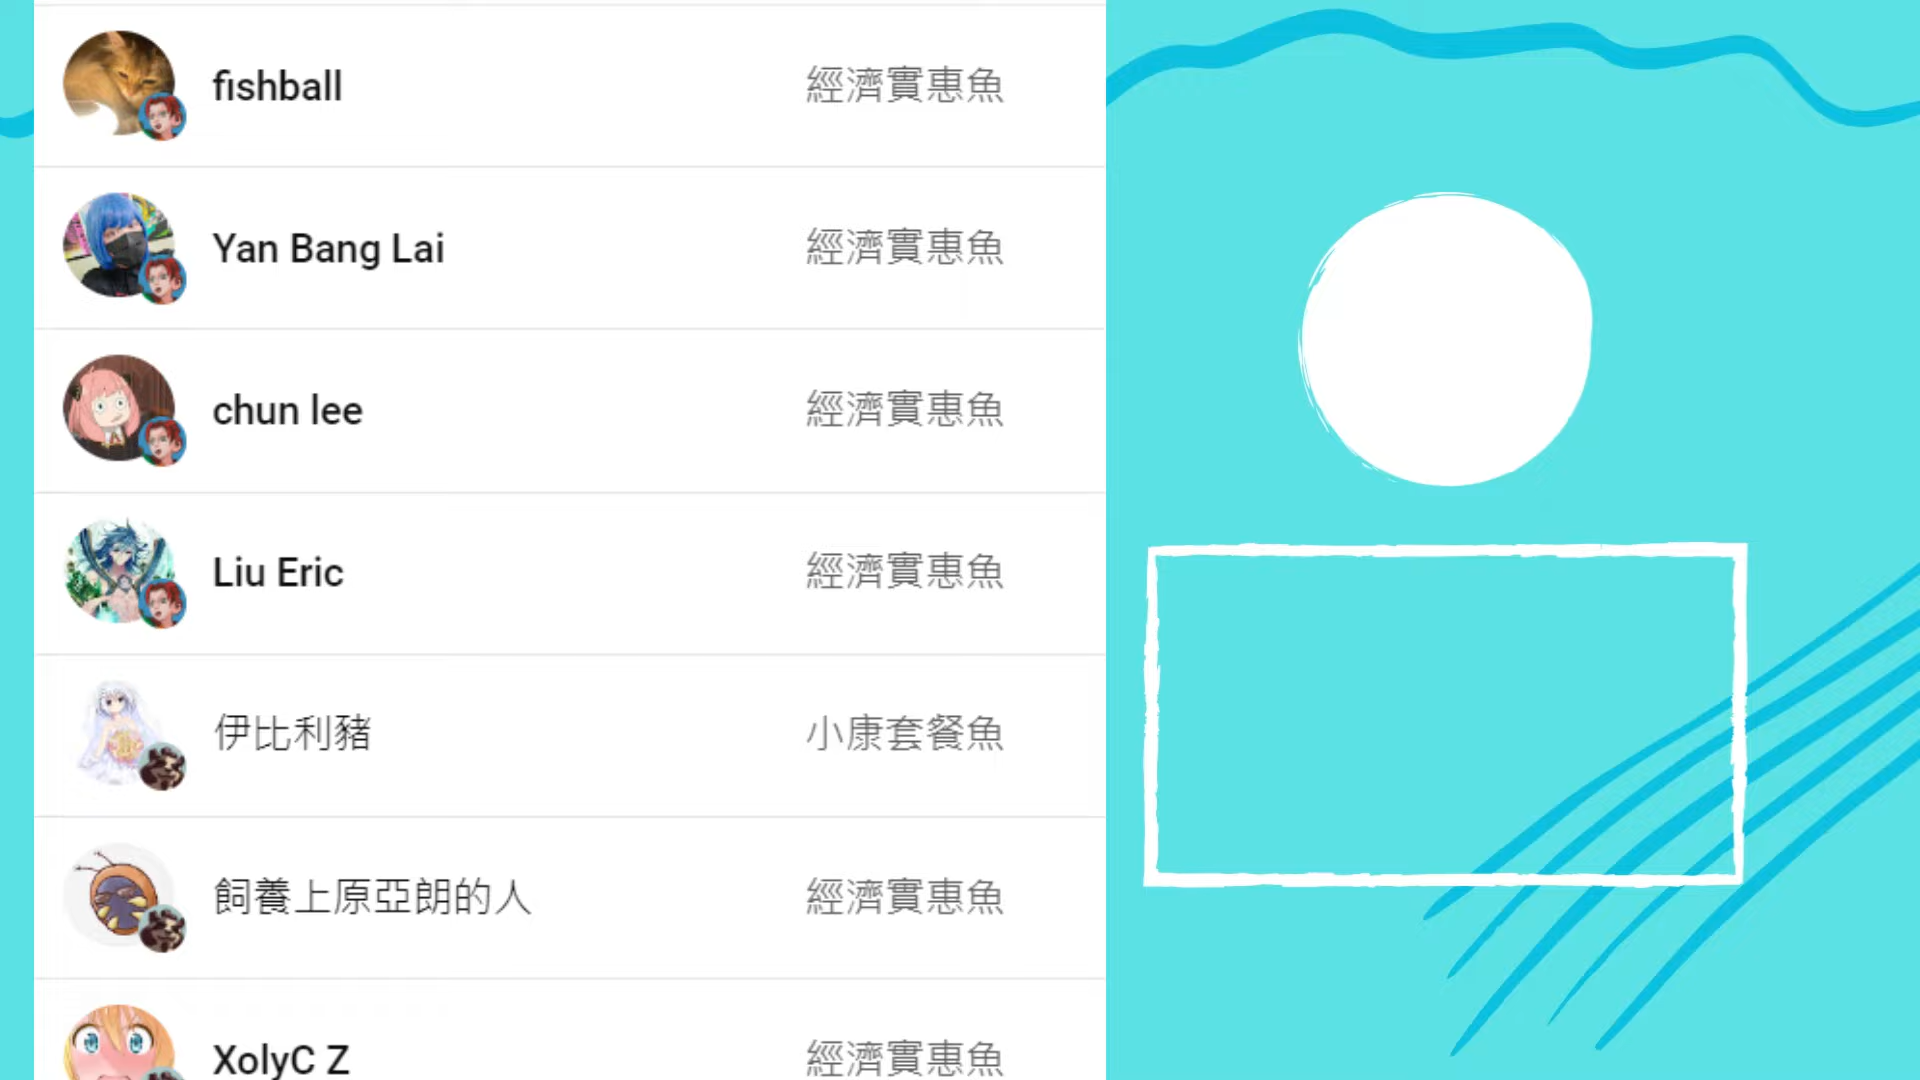 fishball 經濟實惠魚
Yan Bang Lai 經濟實惠魚
chun lee 經濟實惠魚
Liu Eric 經濟實惠魚
伊比利豬 小康套餐魚
飼養上原亞朗的人 經濟實惠魚
XolyC Z 經濟實惠魚